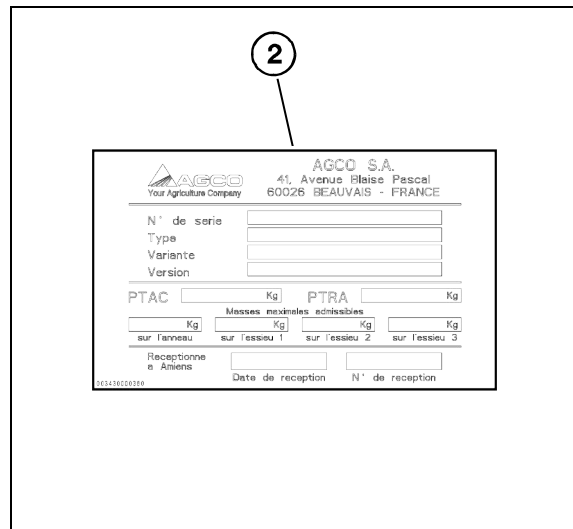 2
AGCO
Your Agriculture Company
AGCO S.A.
41, Avenue Blaise Pascal
60026 BEAUVAIS - FRANCE
N° de serie
Type
Variante
Version
PTAC Kg PTRA Kg
Masses maximales admissibles
Kg Kg Kg Kg
sur l'anneau sur l'essieu 1 sur l'essieu 2 sur l'essieu 3
Receptionne
a Amiens
Date de reception N° de reception
003430000360